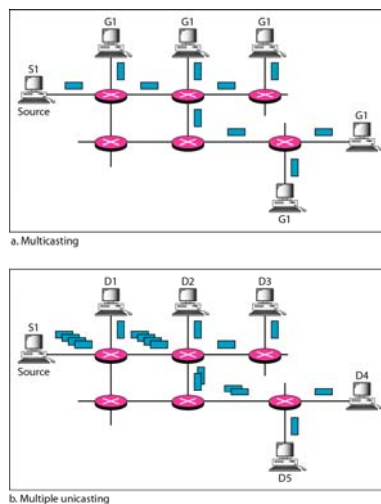 G1 G1 G1
S1
Source
G1
G1
a. Multicasting
D1 D2 D3
S1
Source
D4
D5
b. Multiple unicasting